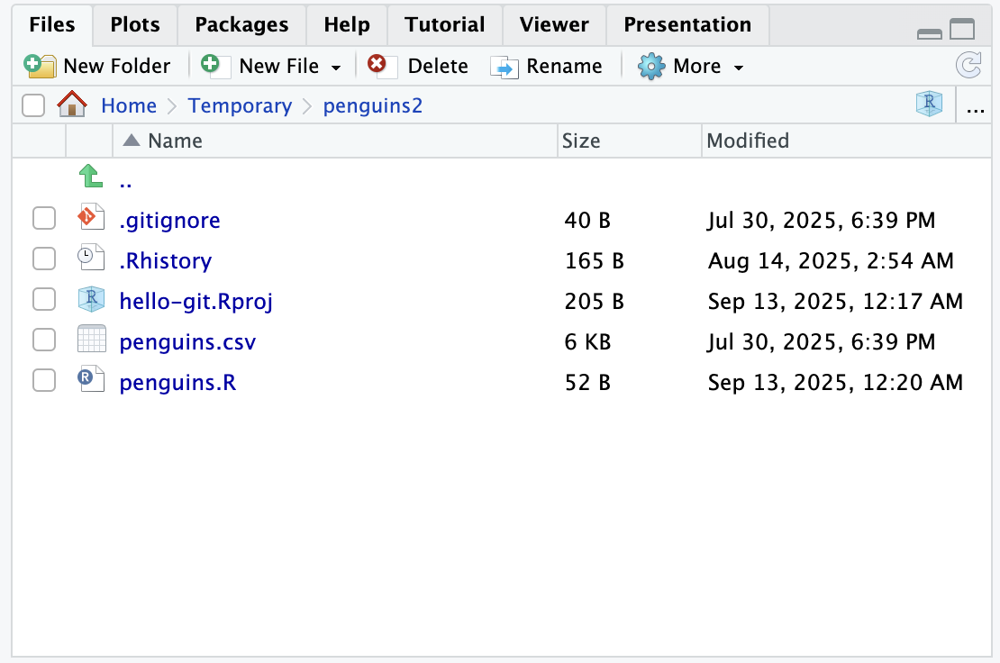 Files Plots Packages Help Tutorial Viewer Presentation
New Folder New File Delete Rename More
Home Temporary penguins2 R ...
Name Size Modified
..
.gitignore 40 B Jul 30, 2025, 6:39 PM
.Rhistory 165 B Aug 14, 2025, 2:54 AM
R hello-git.Rproj 205 B Sep 13, 2025, 12:17 AM
penguins.csv 6 KB Jul 30, 2025, 6:39 PM
R penguins.R 52 B Sep 13, 2025, 12:20 AM